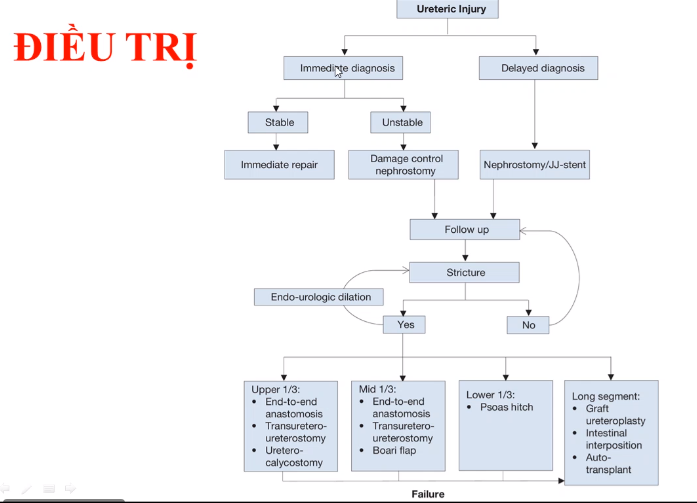 ĐIỀU TRỊ
Ureteric Injury
Immediate diagnosis
Delayed diagnosis
Stable
Unstable
Immediate repair
Damage control
nephrostomy
Nephrostomy/JJ-stent
Follow up
Stricture
Endo-urologic dilation
Yes
No
Upper 1/3:
• End-to-end
anastomosis
• Transuretero-
ureterostomy
• Uretero-
calycostomy
Mid 1/3:
• End-to-end
anastomosis
• Transuretero-
ureterostomy
• Boari flap
Lower 1/3:
• Psoas hitch
Long segment:
• Graft
ureteroplasty
• Intestinal
interposition
• Auto-
transplant
Failure